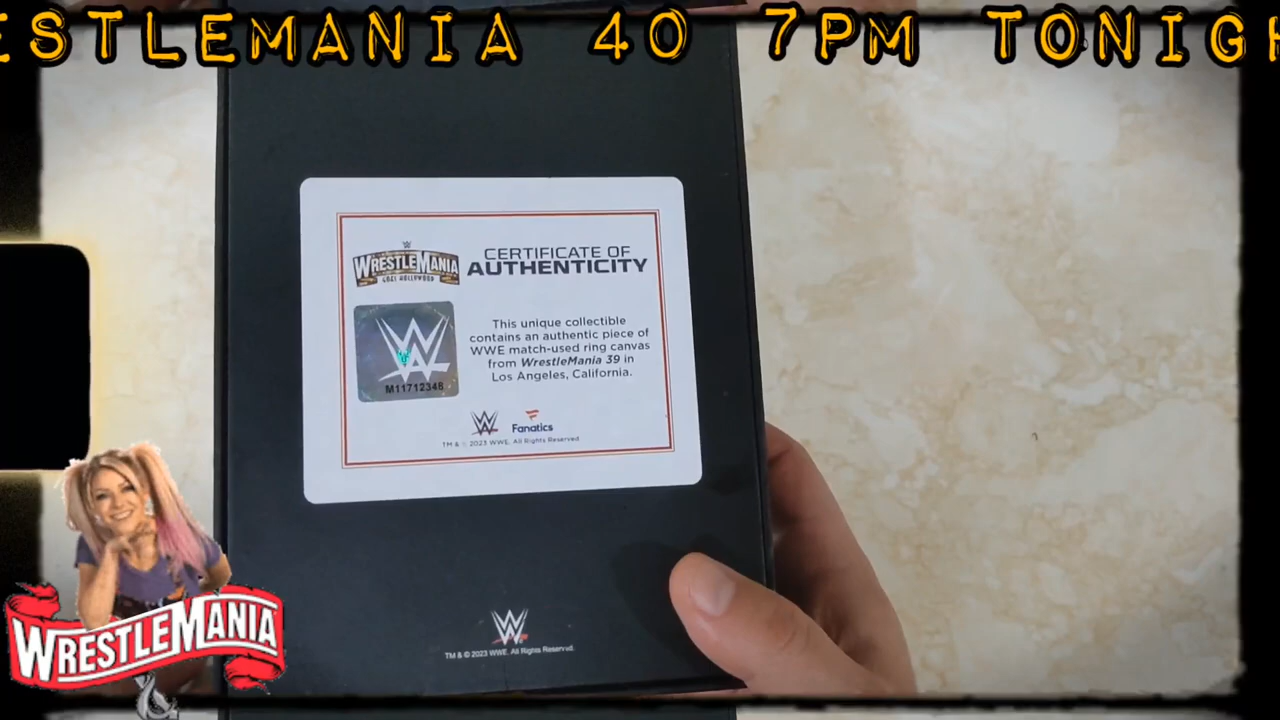 ESTLEMANIA 40 7PM TONIGH
WRESTLEMANIA
CERTIFICATE OF
AUTHENTICITY
This unique collectible
contains an authentic piece of
WWE match-used ring canvas
from WrestleMania 39 in
Los Angeles, California.
M11712348
Fanatics
TM & © 2023 WWE. All Rights Reserved
TM & © 2023 WWE. All Rights Reserved.
WRESTLEMANIA